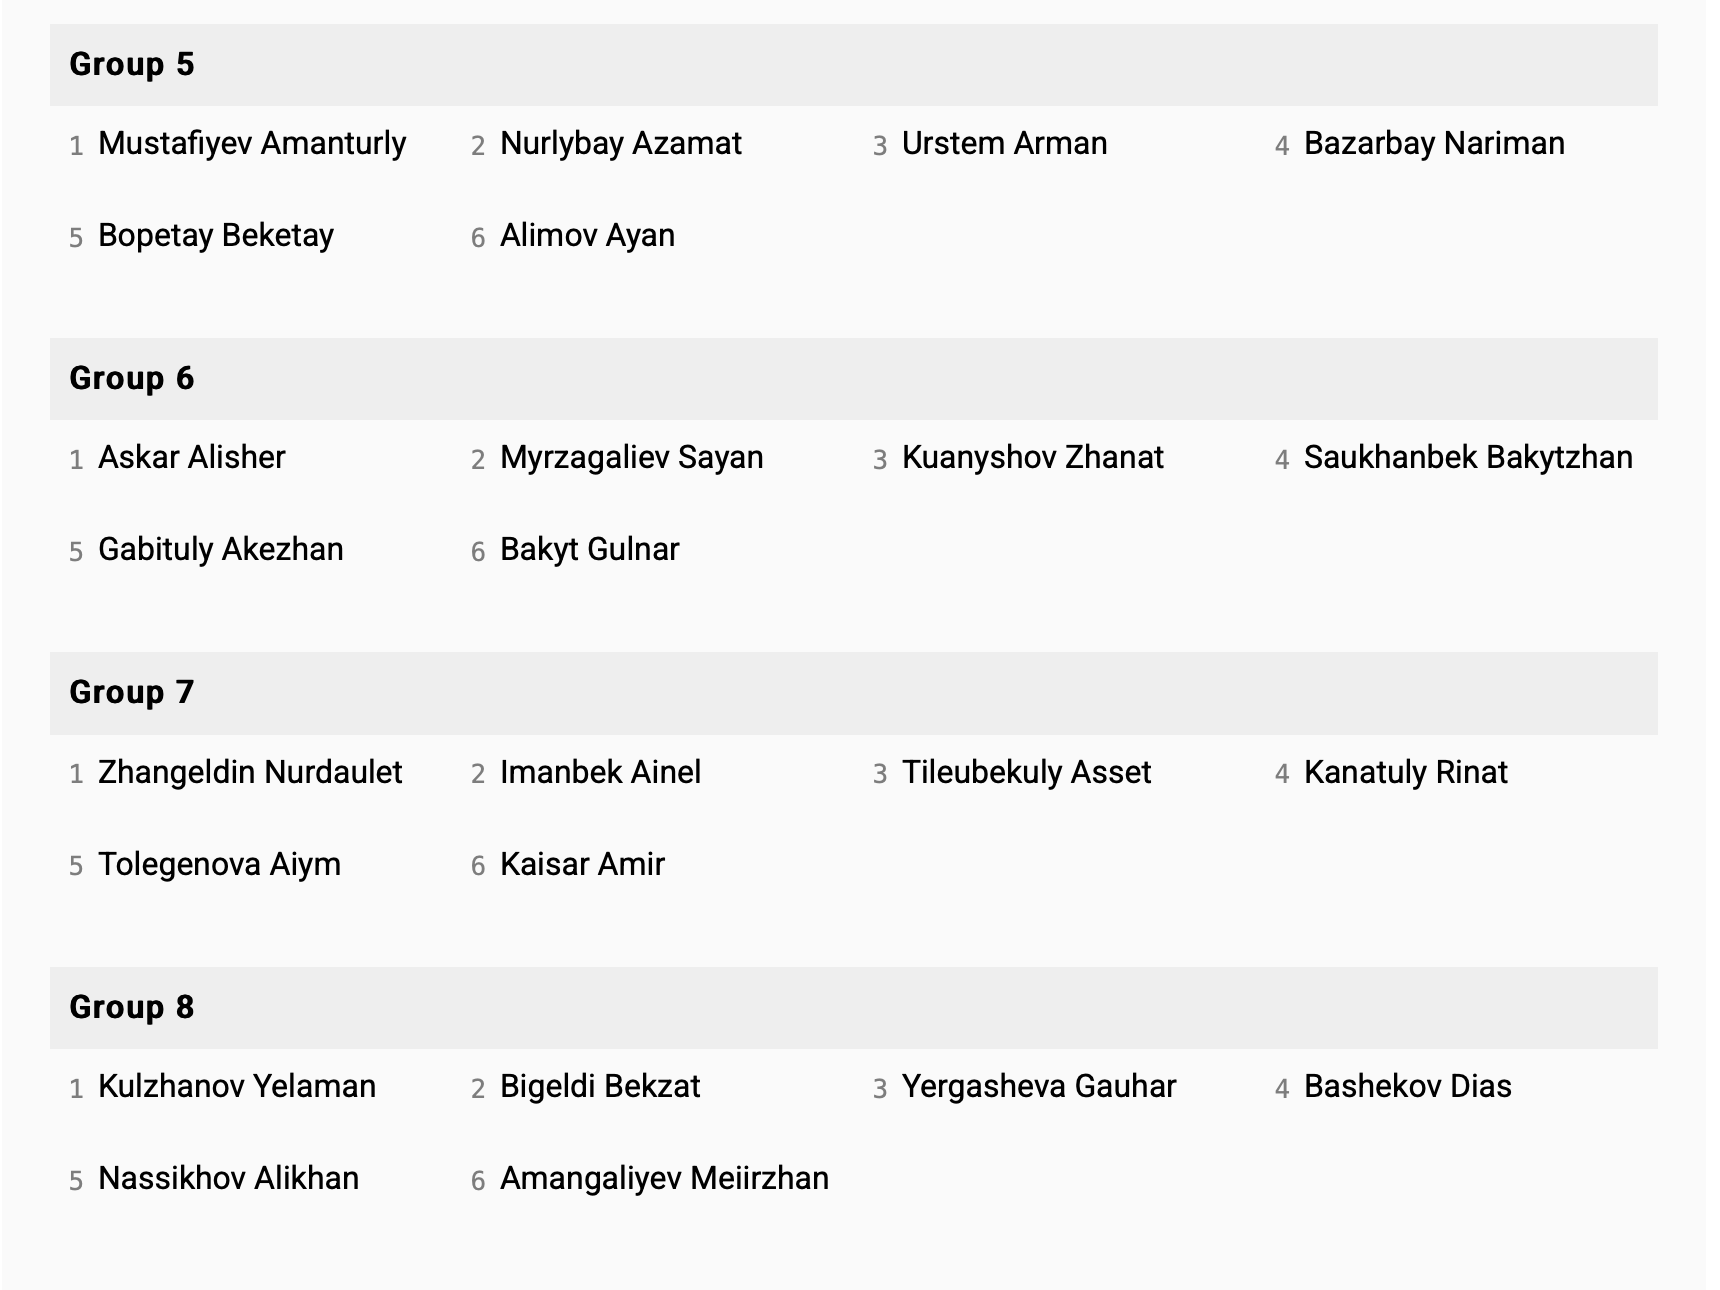 Group 5
1 Mustafiyev Amanturly 2 Nurlybay Azamat 3 Urstem Arman 4 Bazarbay Nariman
5 Bopetay Beketay 6 Alimov Ayan
Group 6
1 Askar Alisher 2 Myrzagaliev Sayan 3 Kuanyshov Zhanat 4 Saukhanbek Bakytzhan
5 Gabituly Akezhan 6 Bakyt Gulnar
Group 7
1 Zhangeldin Nurdaulet 2 Imanbek Ainel 3 Tileubekuly Asset 4 Kanatuly Rinat
5 Tolegenova Aiym 6 Kaisar Amir
Group 8
1 Kulzhanov Yelaman 2 Bigeldi Bekzat 3 Yergasheva Gauhar 4 Bashekov Dias
5 Nassikhov Alikhan 6 Amangaliyev Meiirzhan